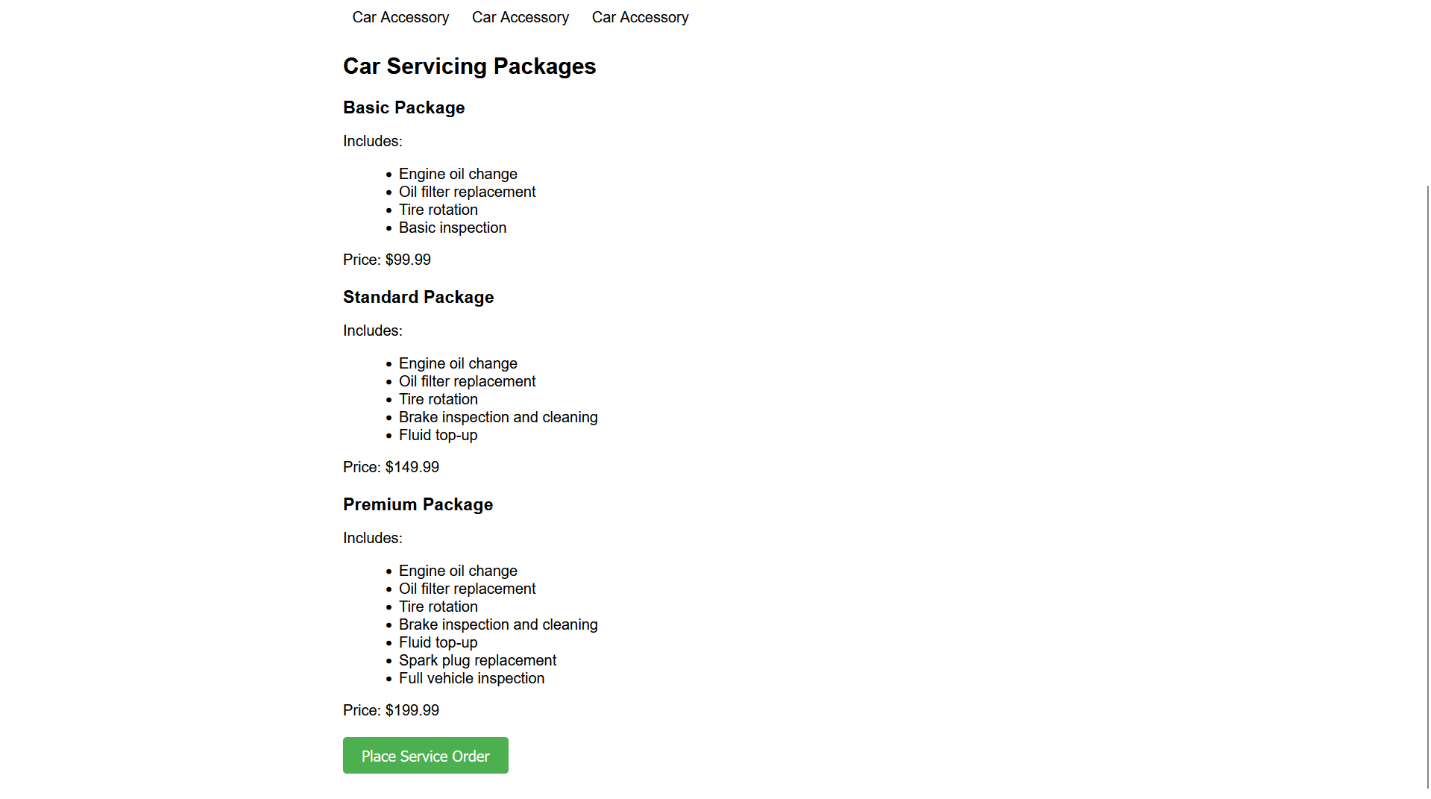 Car Accessory Car Accessory Car Accessory
Car Servicing Packages
Basic Package
Includes:
• Engine oil change
• Oil filter replacement
• Tire rotation
• Basic inspection
Price: $99.99
Standard Package
Includes:
• Engine oil change
• Oil filter replacement
• Tire rotation
• Brake inspection and cleaning
• Fluid top-up
Price: $149.99
Premium Package
Includes:
• Engine oil change
• Oil filter replacement
• Tire rotation
• Brake inspection and cleaning
• Fluid top-up
• Spark plug replacement
• Full vehicle inspection
Price: $199.99
Place Service Order